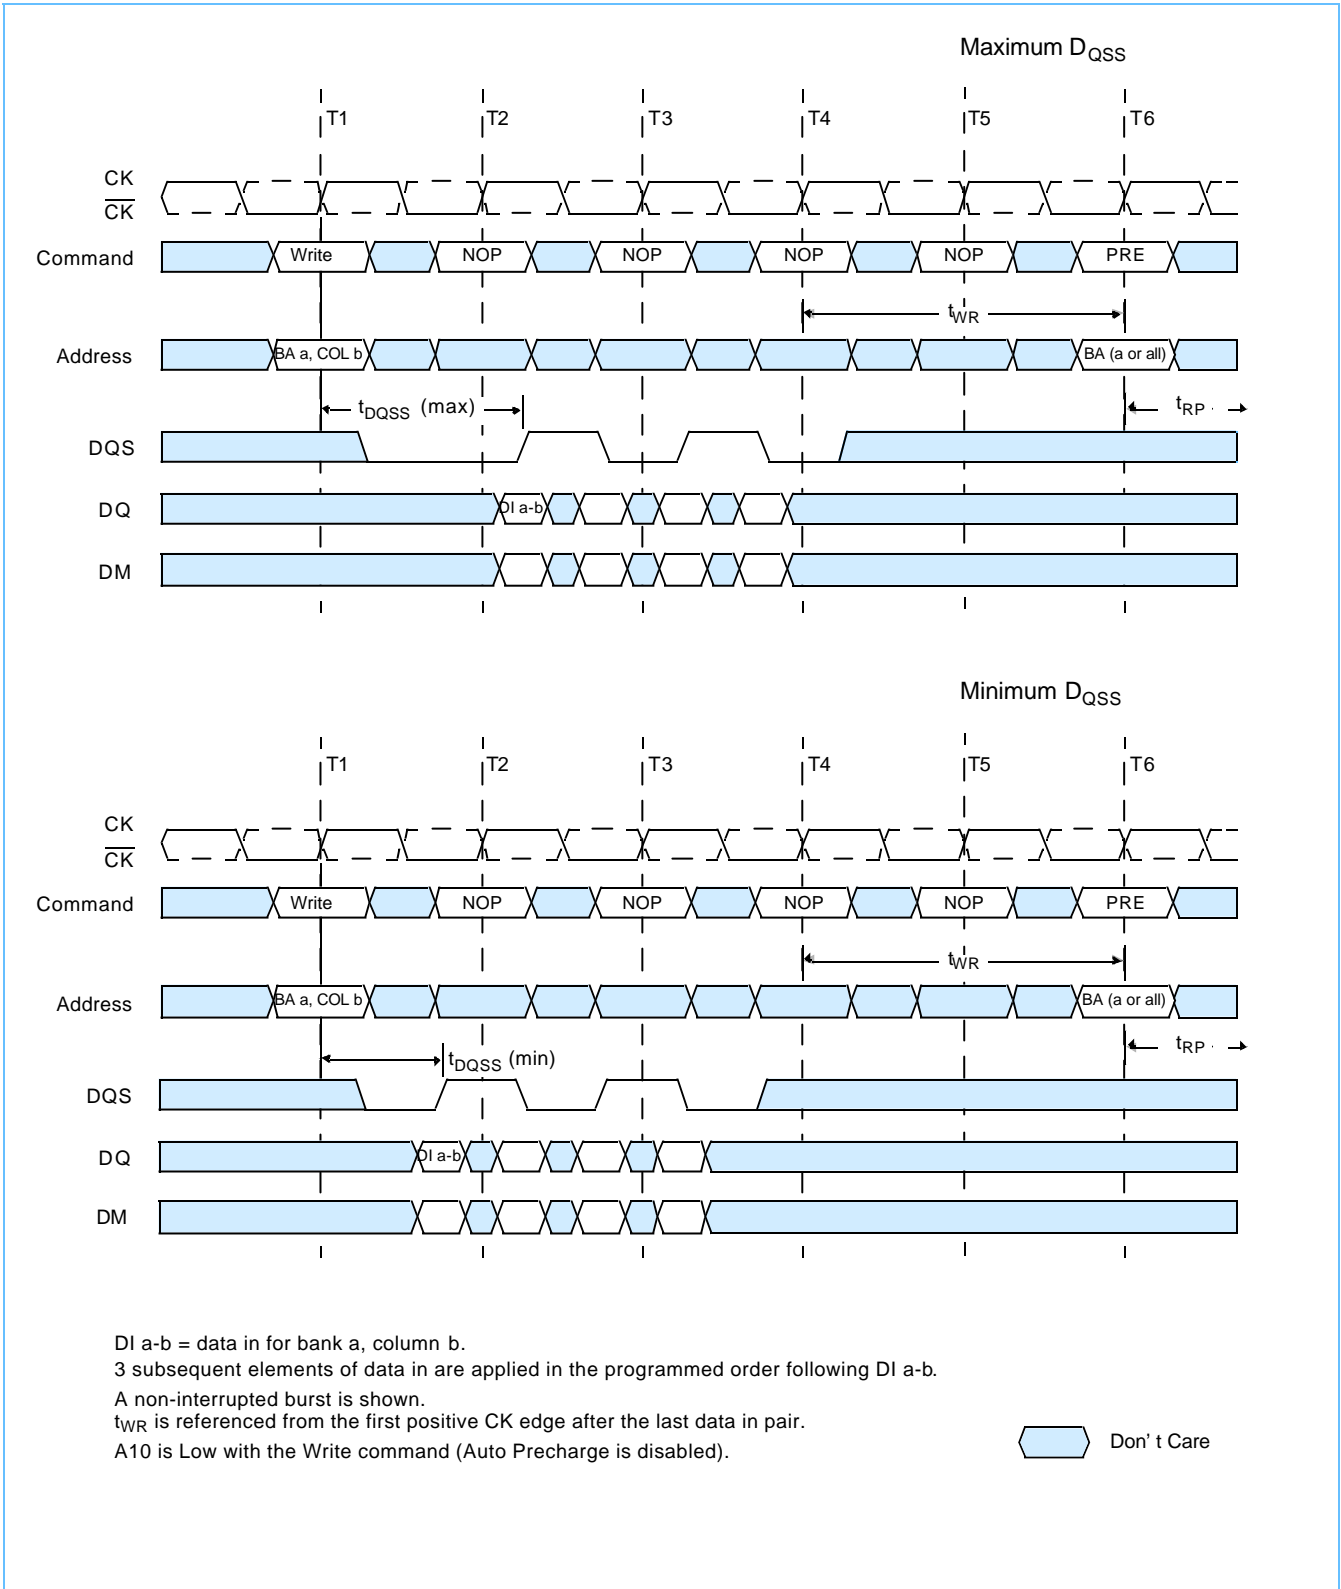 Maximum DQSS
T1 T2 T3 T4 T5 T6
CK
CK
Command Write NOP NOP NOP NOP PRE
tWR
Address BA a, COL b BA (a or all)
tDQSS (max) tRP
DQS
DQ DI a-b
DM
Minimum DQSS
T1 T2 T3 T4 T5 T6
CK
CK
Command Write NOP NOP NOP NOP PRE
tWR
Address BA a, COL b BA (a or all)
tDQSS (min) tRP
DQS
DQ DI a-b
DM
DI a-b = data in for bank a, column b.
3 subsequent elements of data in are applied in the programmed order following DI a-b.
A non-interrupted burst is shown.
tWR is referenced from the first positive CK edge after the last data in pair.
A10 is Low with the Write command (Auto Precharge is disabled).
Don' t Care